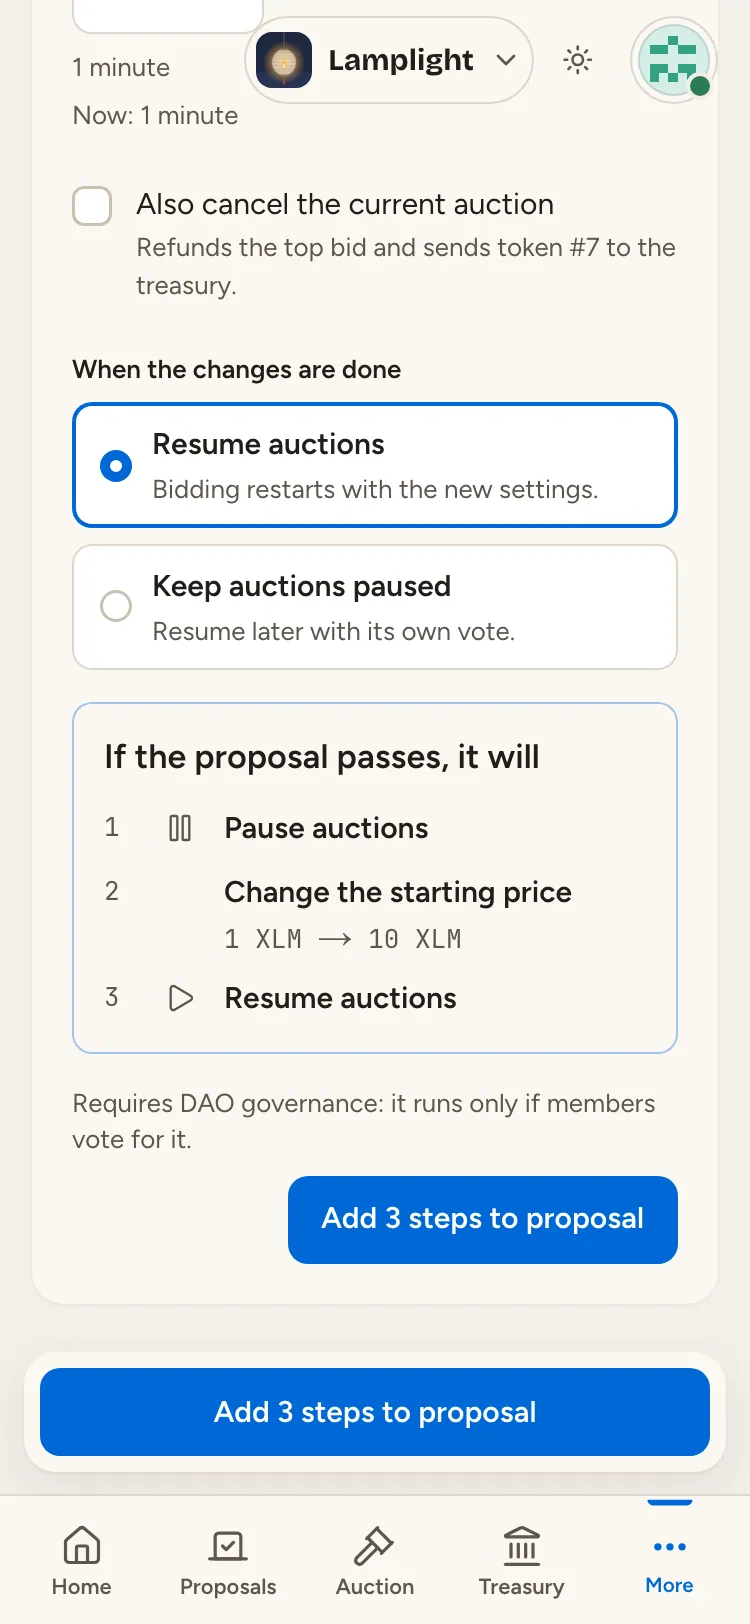 Lamplight
1 minute
Now: 1 minute
Also cancel the current auction
Refunds the top bid and sends token #7 to the
treasury.
When the changes are done
Resume auctions
Bidding restarts with the new settings.
Keep auctions paused
Resume later with its own vote.
If the proposal passes, it will
1 Pause auctions
2 Change the starting price
1 XLM → 10 XLM
3 Resume auctions
Requires DAO governance: it runs only if members
vote for it.
Add 3 steps to proposal
Add 3 steps to proposal
Home Proposals Auction Treasury More